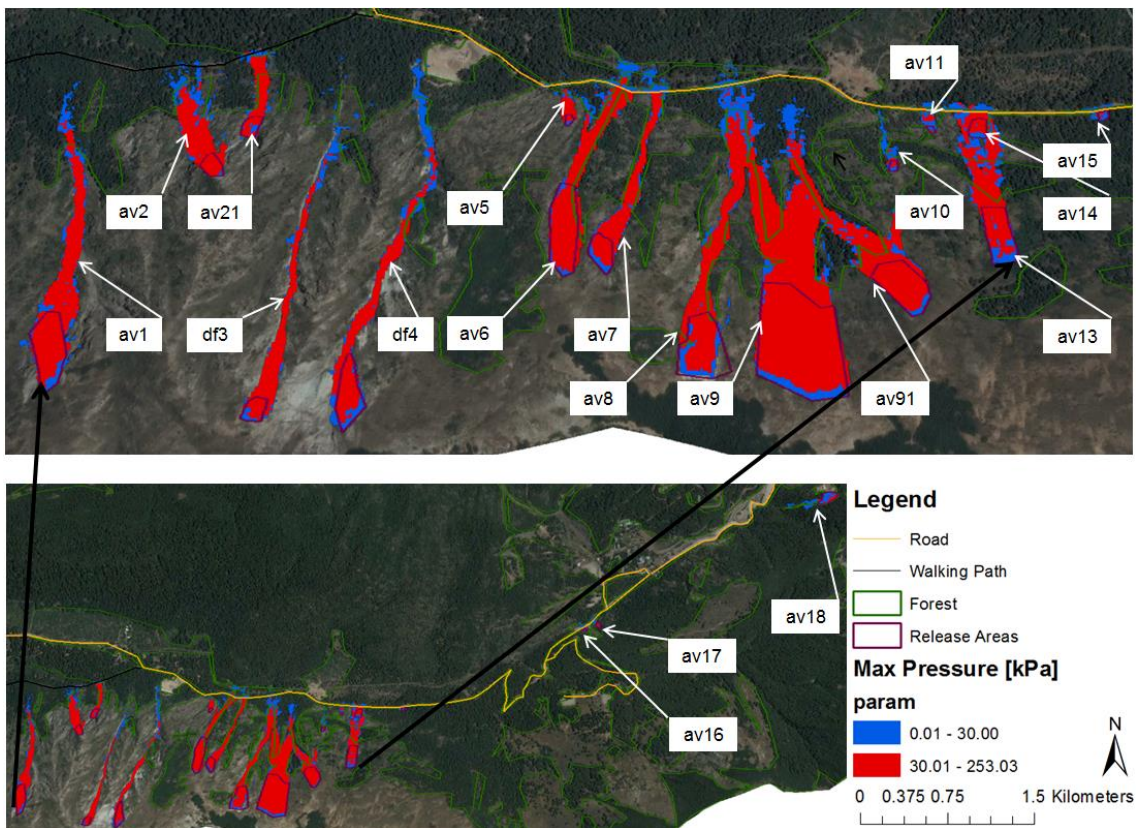 av11
av2
av21
av5
av10
av15
av14
av1
df3
df4
av6
av7
av13
av8
av9
av91
av18
av17
av16
Legend
Road
Walking Path
Forest
Release Areas
Max Pressure [kPa]
param
0.01 - 30.00
30.01 - 253.03
N
0 0.375 0.75 1.5 Kilometers